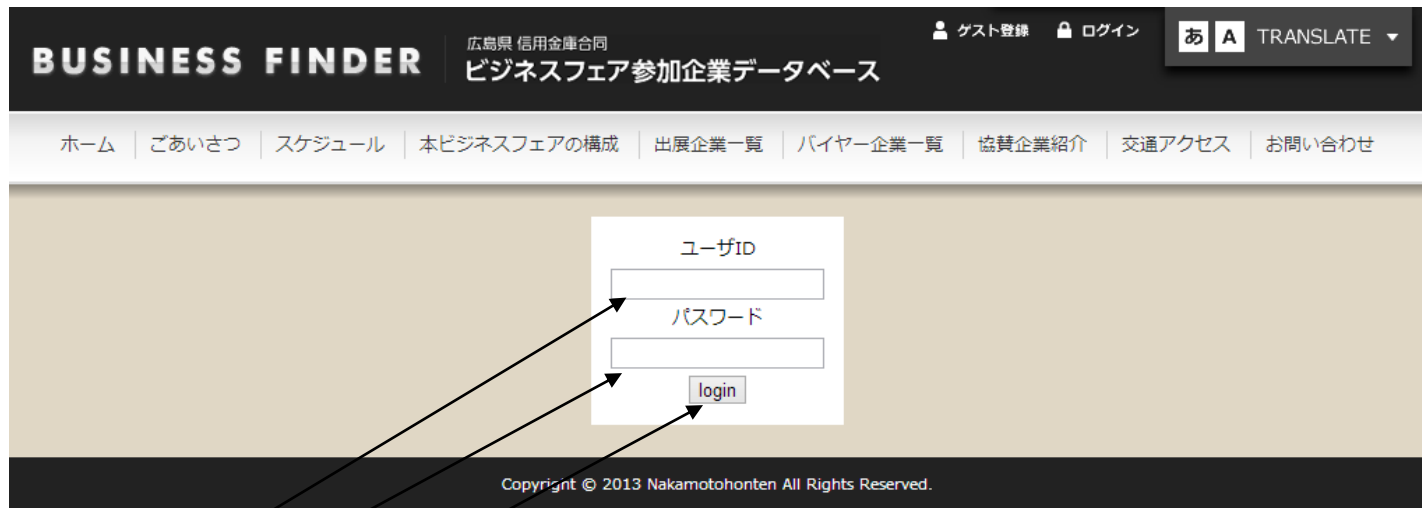 BUSINESS FINDER
広島県 信用金庫合同
ビジネスフェア参加企業データベース
ゲスト登録 ログイン
あ A TRANSLATE
ホーム ごあいさつ スケジュール 本ビジネスフェアの構成 出展企業一覧 バイヤー企業一覧 協賛企業紹介 交通アクセス お問い合わせ
ユーザID
パスワード
login
Copyright © 2013 Nakamotohonten All Rights Reserved.